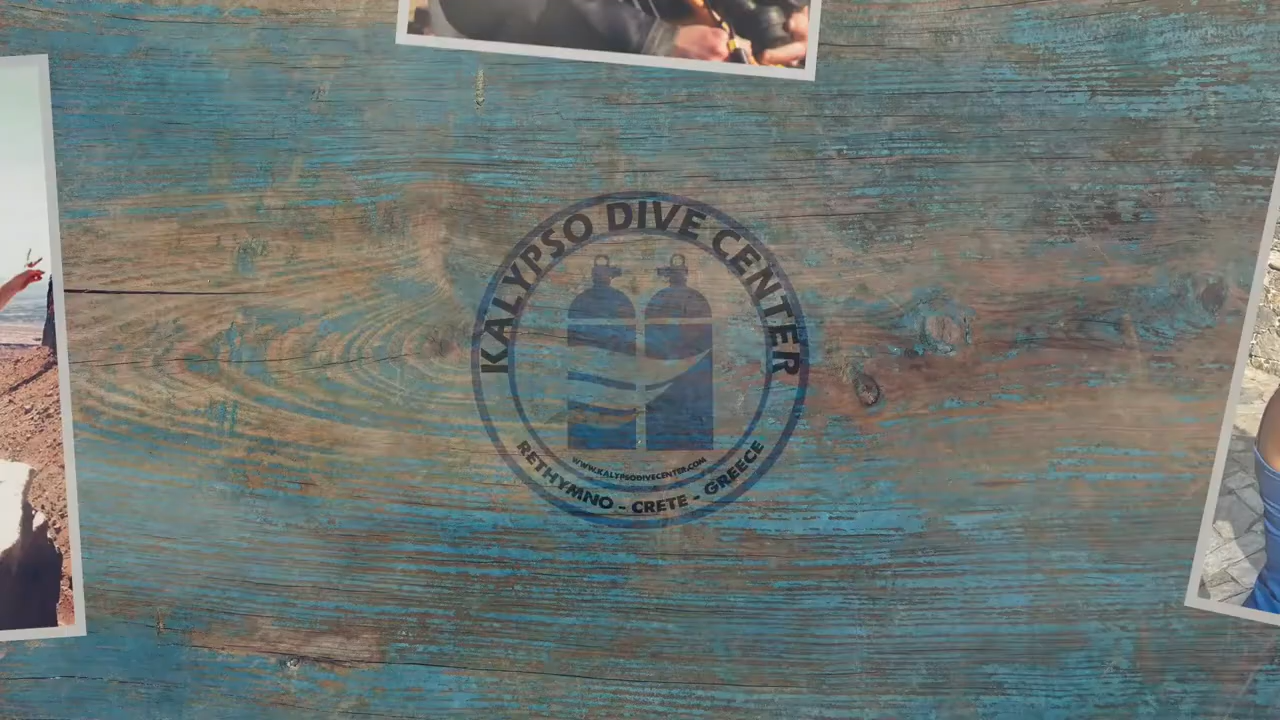 KALYPSO DIVE CENTER
WWW.KALYPSODIVECENTER.COM
RETHYMNO - CRETE - GREECE